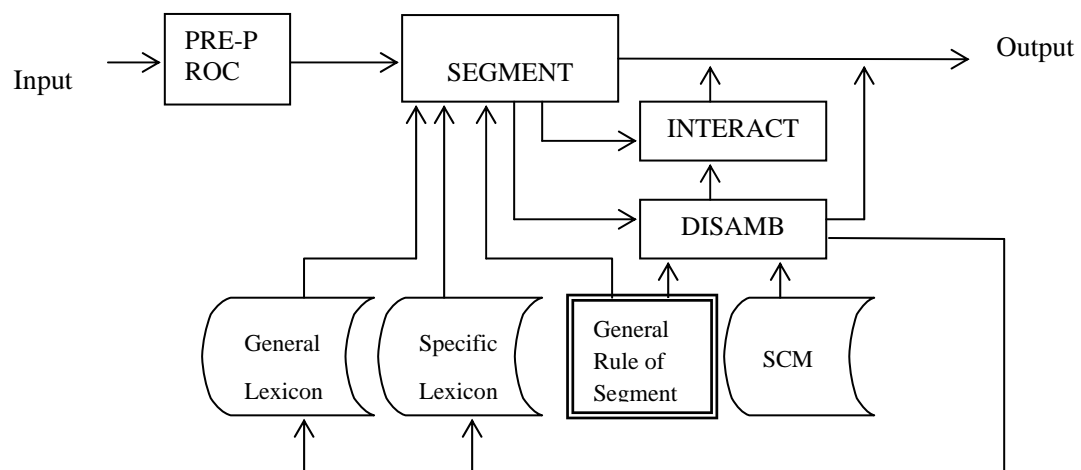 Input
PRE-P
ROC
SEGMENT
Output
INTERACT
DISAMB
General
Lexicon
Specific
Lexicon
General
Rule of
Segment
SCM